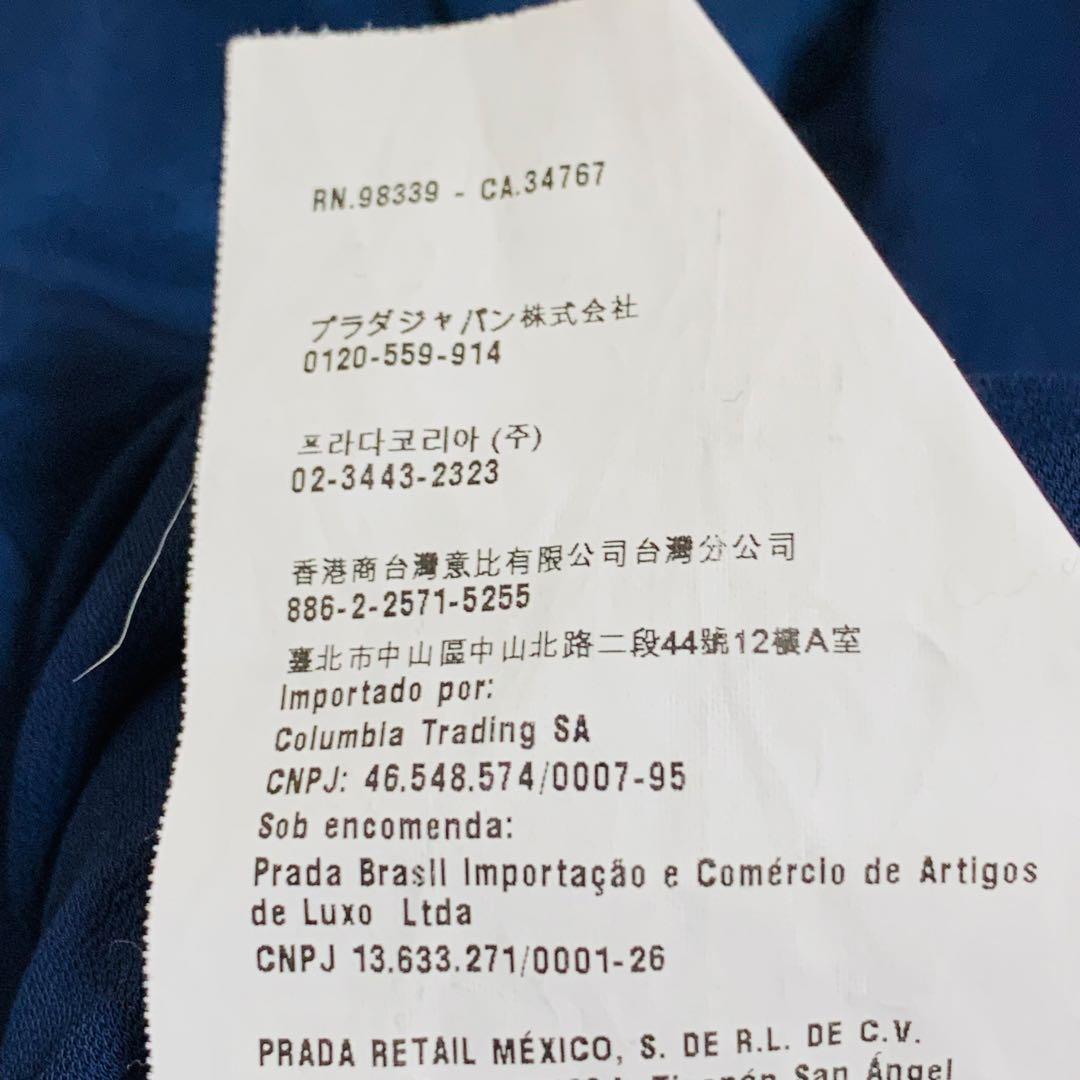 RN.98339 - CA.34767
プラダジャパン株式会社
0120-559-914
프라다코리아 (주)
02-3443-2323
香港商台灣意比有限公司台灣分公司
886-2-2571-5255
臺北市中山區中山北路二段44號12樓A室
Importado por:
Columbia Trading SA
CNPJ: 46.548.574/0007-95
Sob encomenda:
Prada Brasil Importação e Comércio de Artigos
de Luxo Ltda
CNPJ 13.633.271/0001-26
PRADA RETAIL MÉXICO, S. DE R.L. DE C.V.
San Ángel